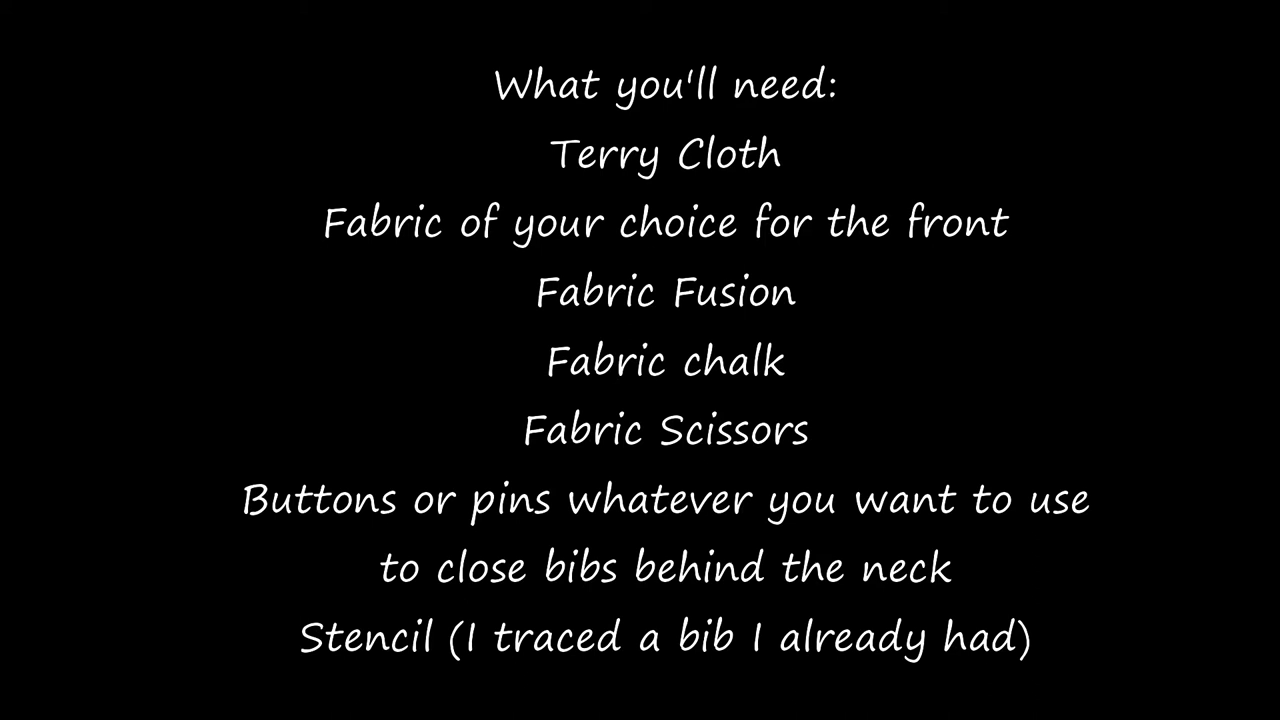 What you'll need:
Terry Cloth
Fabric of your choice for the front
Fabric Fusion
Fabric chalk
Fabric Scissors
Buttons or pins whatever you want to use
to close bibs behind the neck
Stencil (I traced a bib I already had)